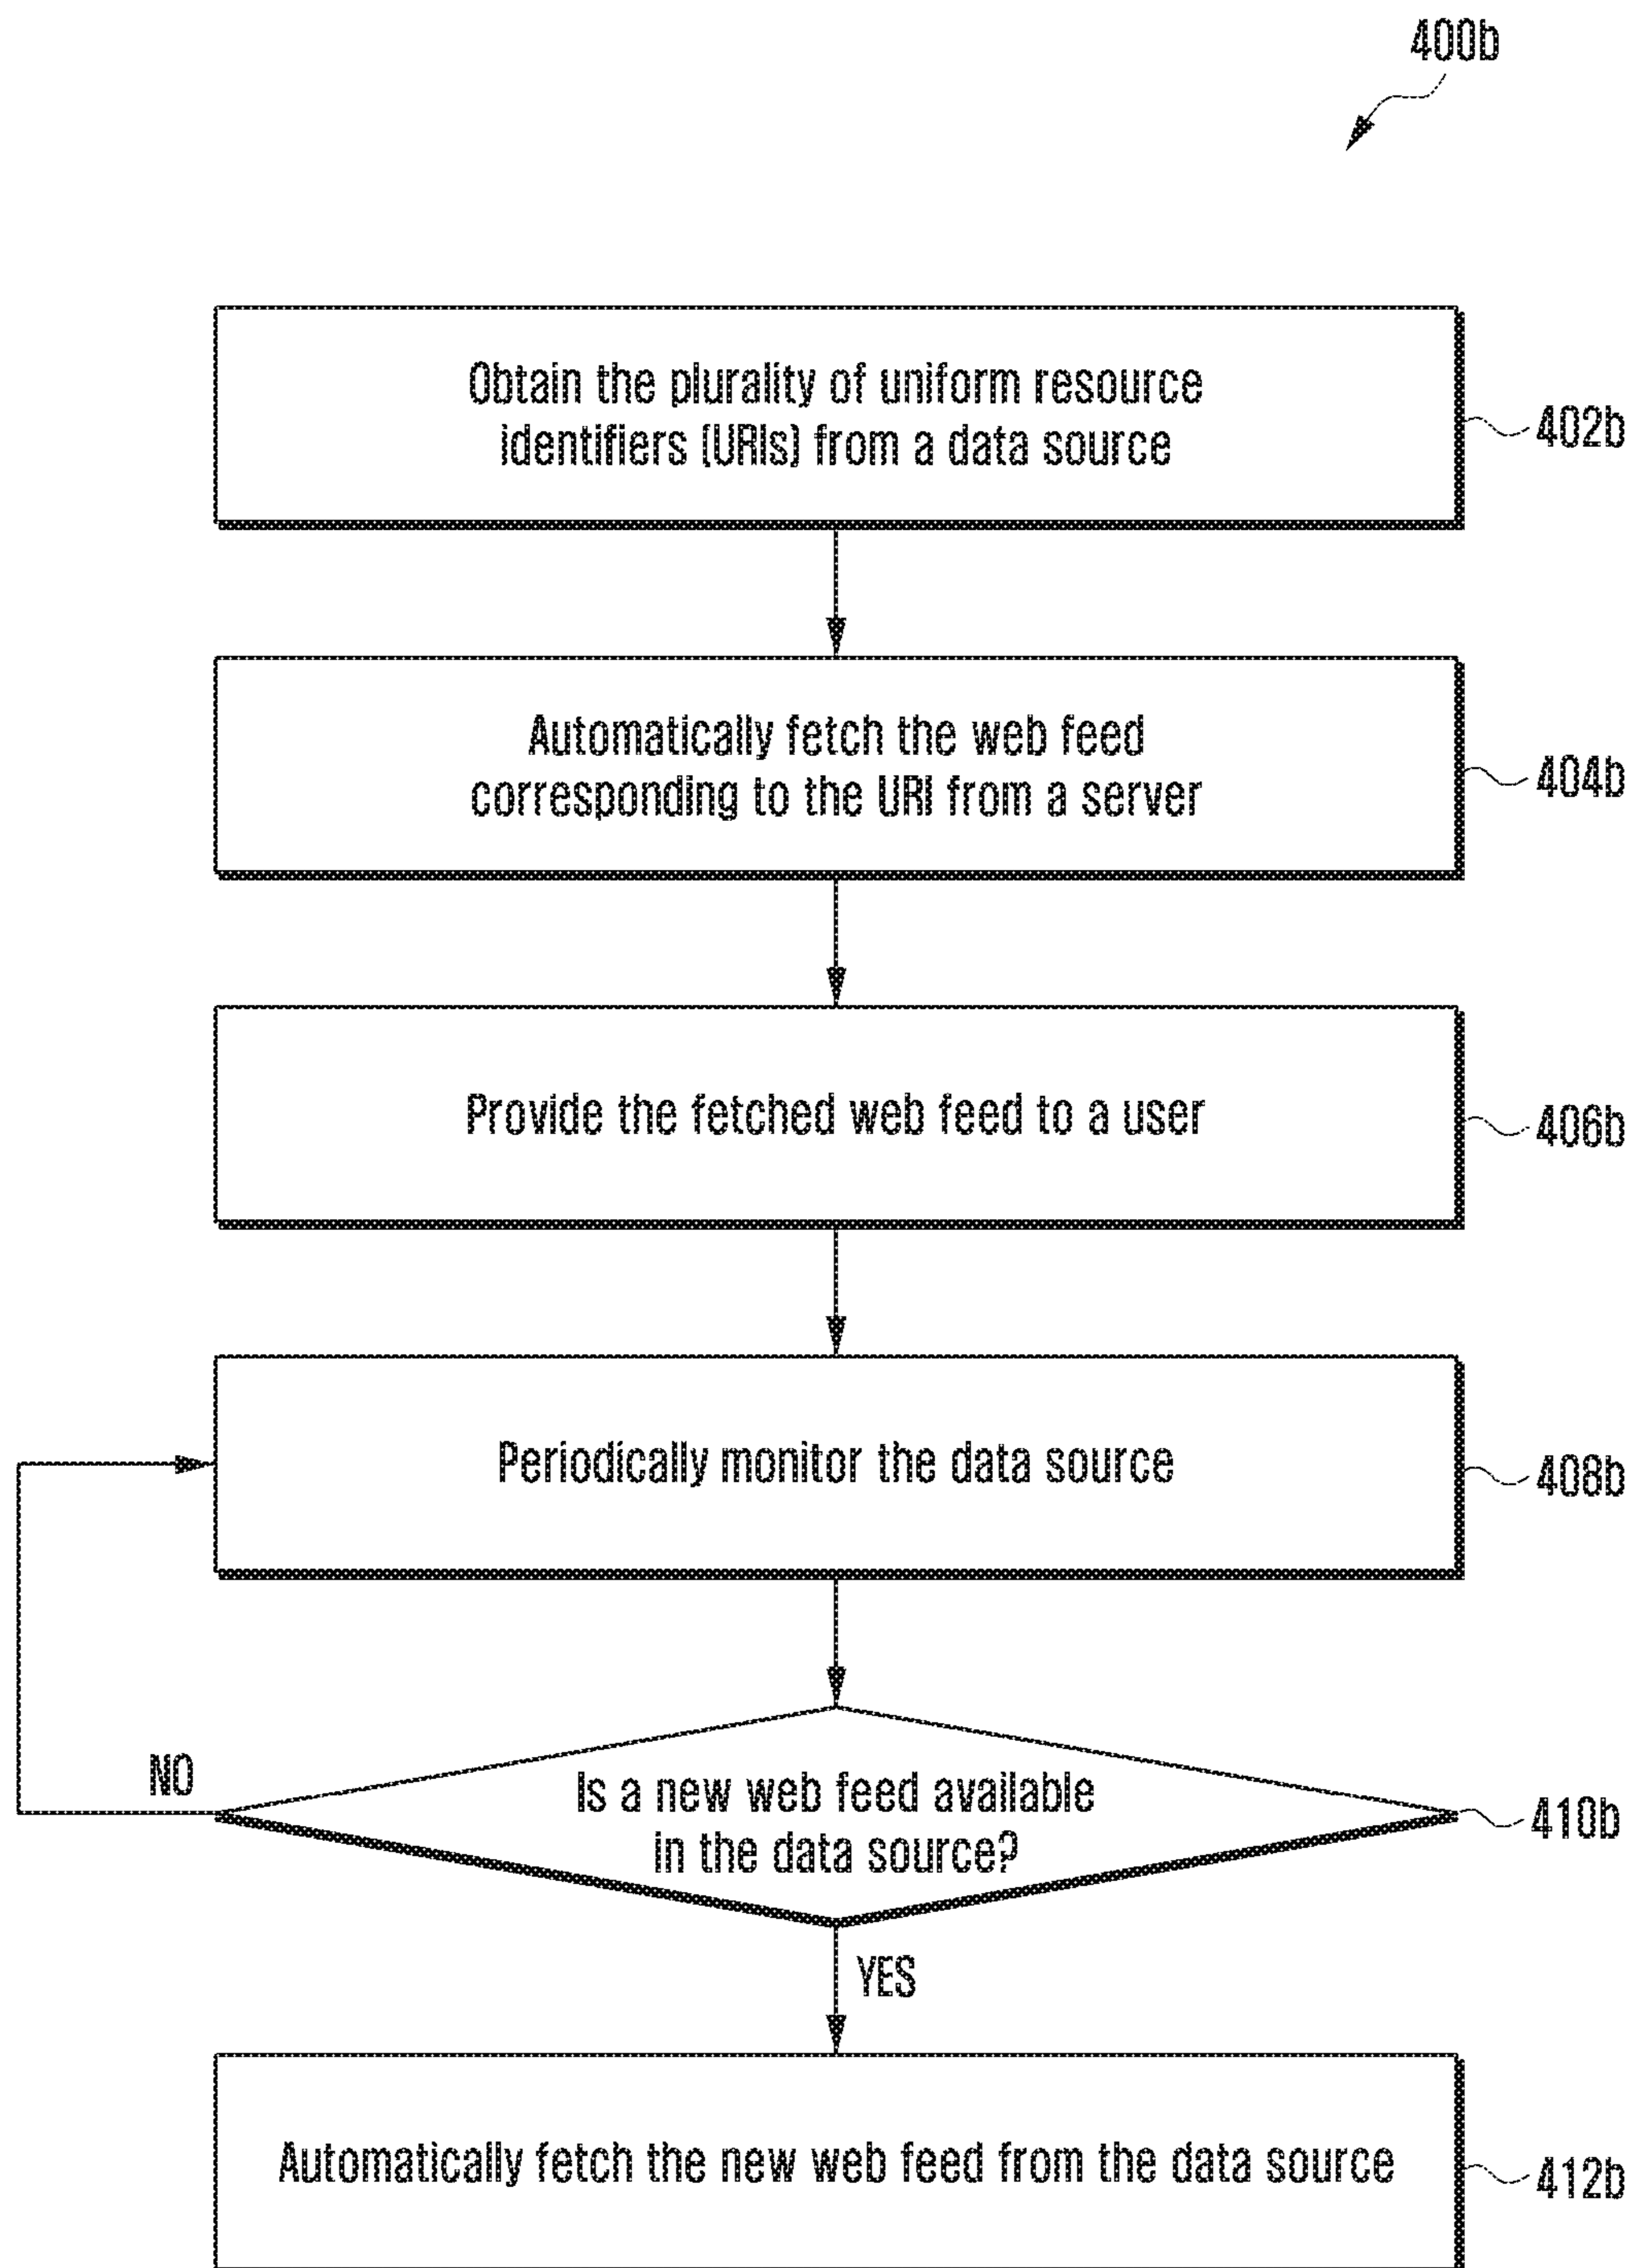 400b
Obtain the plurality of uniform resource
identifiers (URIs) from a data source
402b
Automatically fetch the web feed
corresponding to the URI from a server
404b
Provide the fetched web feed to a user
406b
Periodically monitor the data source
408b
NO
Is a new web feed available
in the data source?
410b
YES
Automatically fetch the new web feed from the data source
412b